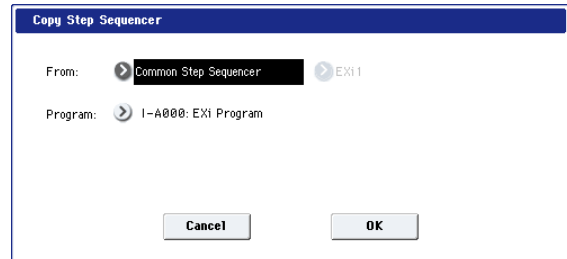 Copy Step Sequencer
From: Common Step Sequencer EXi1
Program: I-A000: EXi Program
Cancel OK